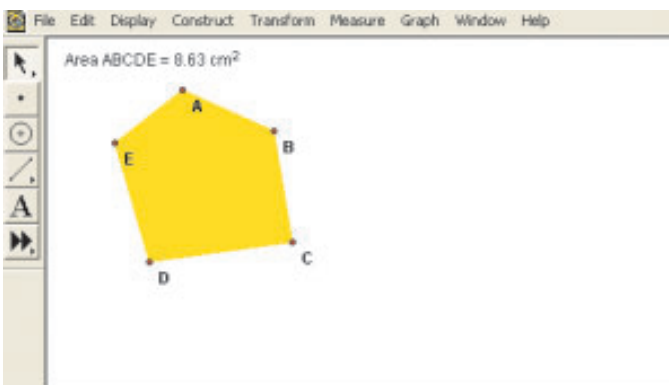 File Edit Display Construct Transform Measure Graph Window Help
Area ABCDE = 8.63 cm²
A
B
E
A
C
D